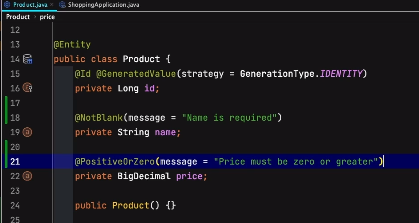 Product.java × ShoppingApplication.java ×
Product › price
12
13 @Entity
14 public class Product {
15 @Id @GeneratedValue(strategy = GenerationType.IDENTITY)
16 private Long id;
17
18 @NotBlank(message = "Name is required")
19 private String name;
20
21 @PositiveOrZero(message = "Price must be zero or greater")
22 private BigDecimal price;
23
24 public Product() {}